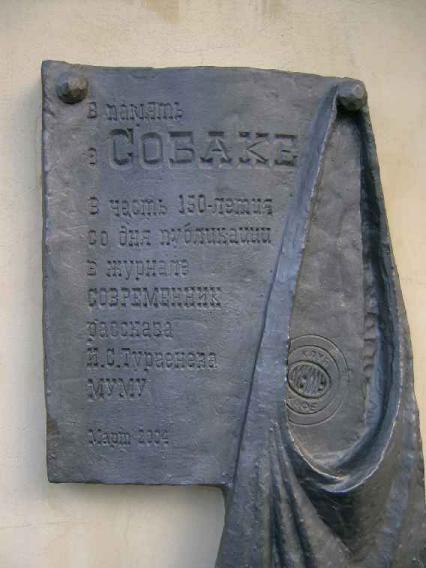 В память
о СОБАКЕ
В честь 150-летия
со дня публикации
в журнале
СОВРЕМЕННИК
рассказа
И.С.Тургенева
МУМУ
Март 2004